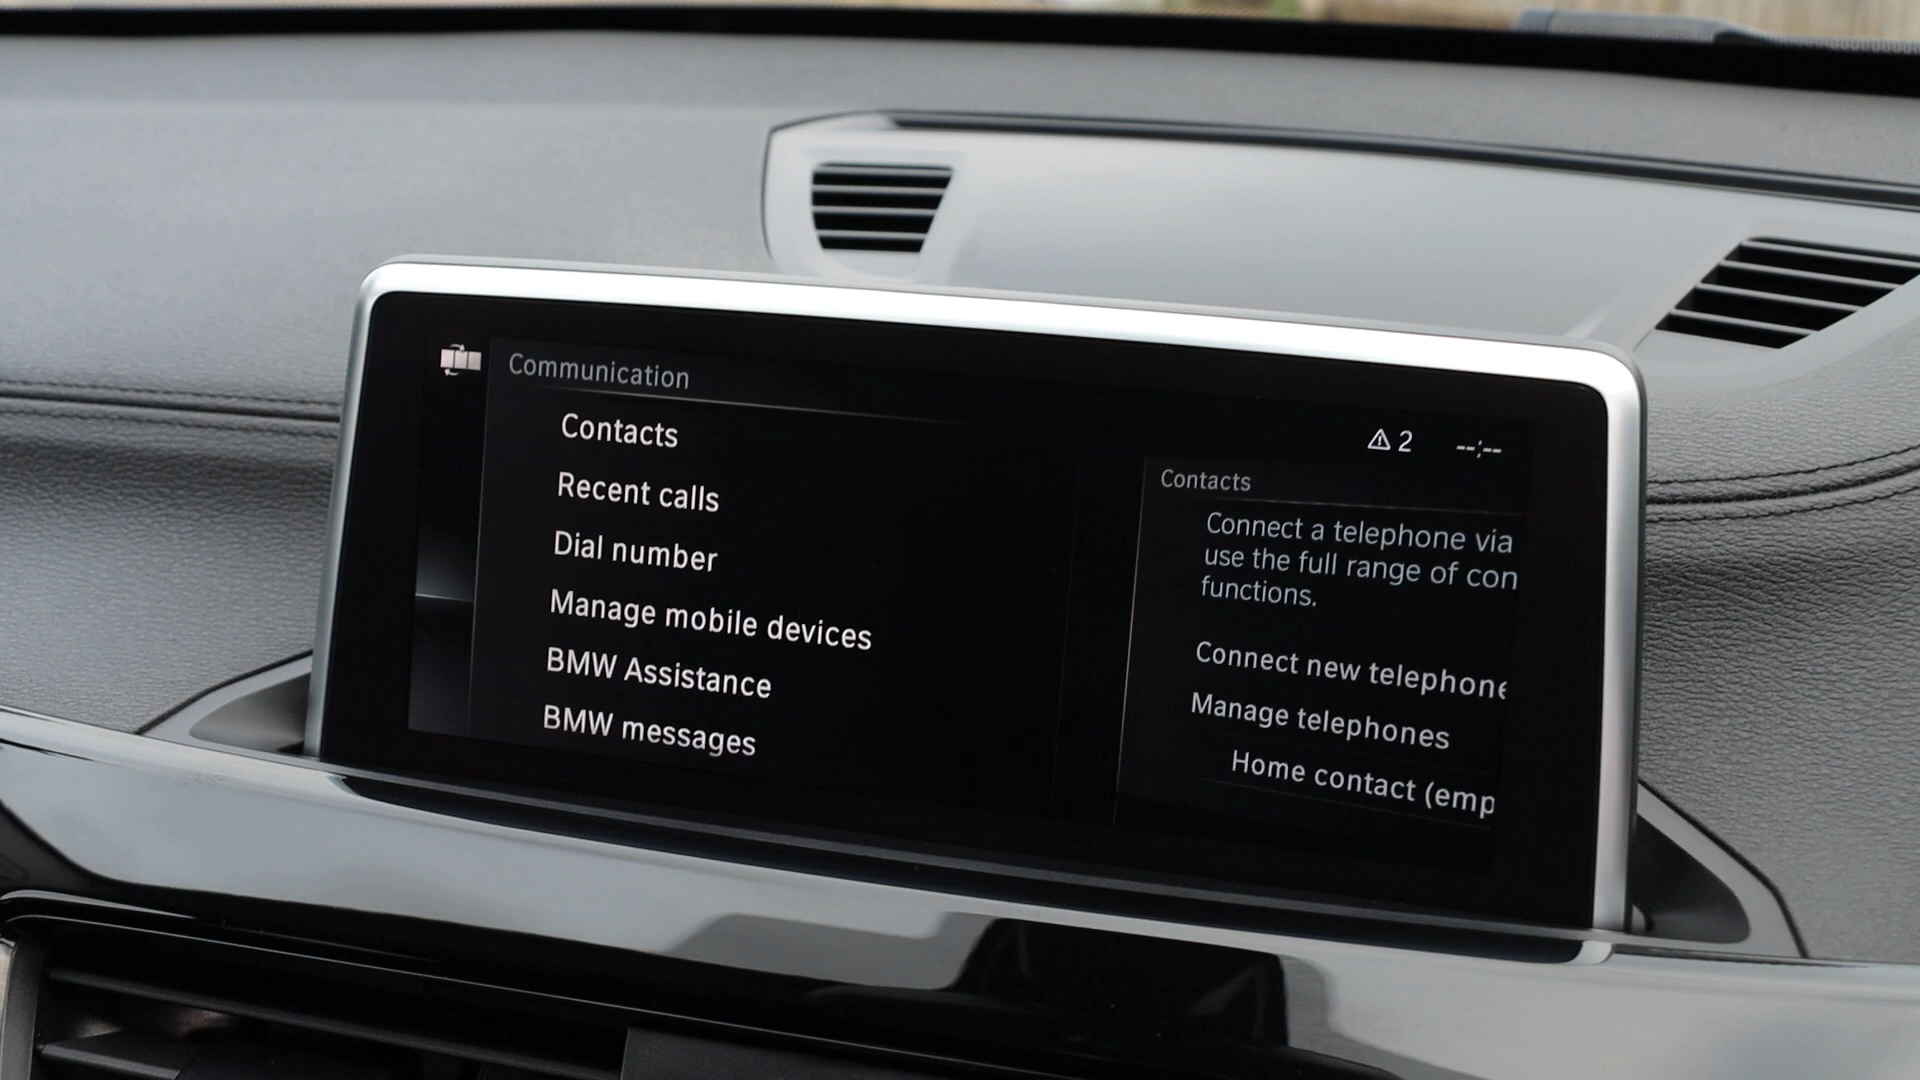 Communication
Contacts
Recent calls
Dial number
Manage mobile devices
BMW Assistance
BMW messages
2 --:--
Contacts
Connect a telephone via
use the full range of con
functions.
Connect new telephone
Manage telephones
Home contact (emp